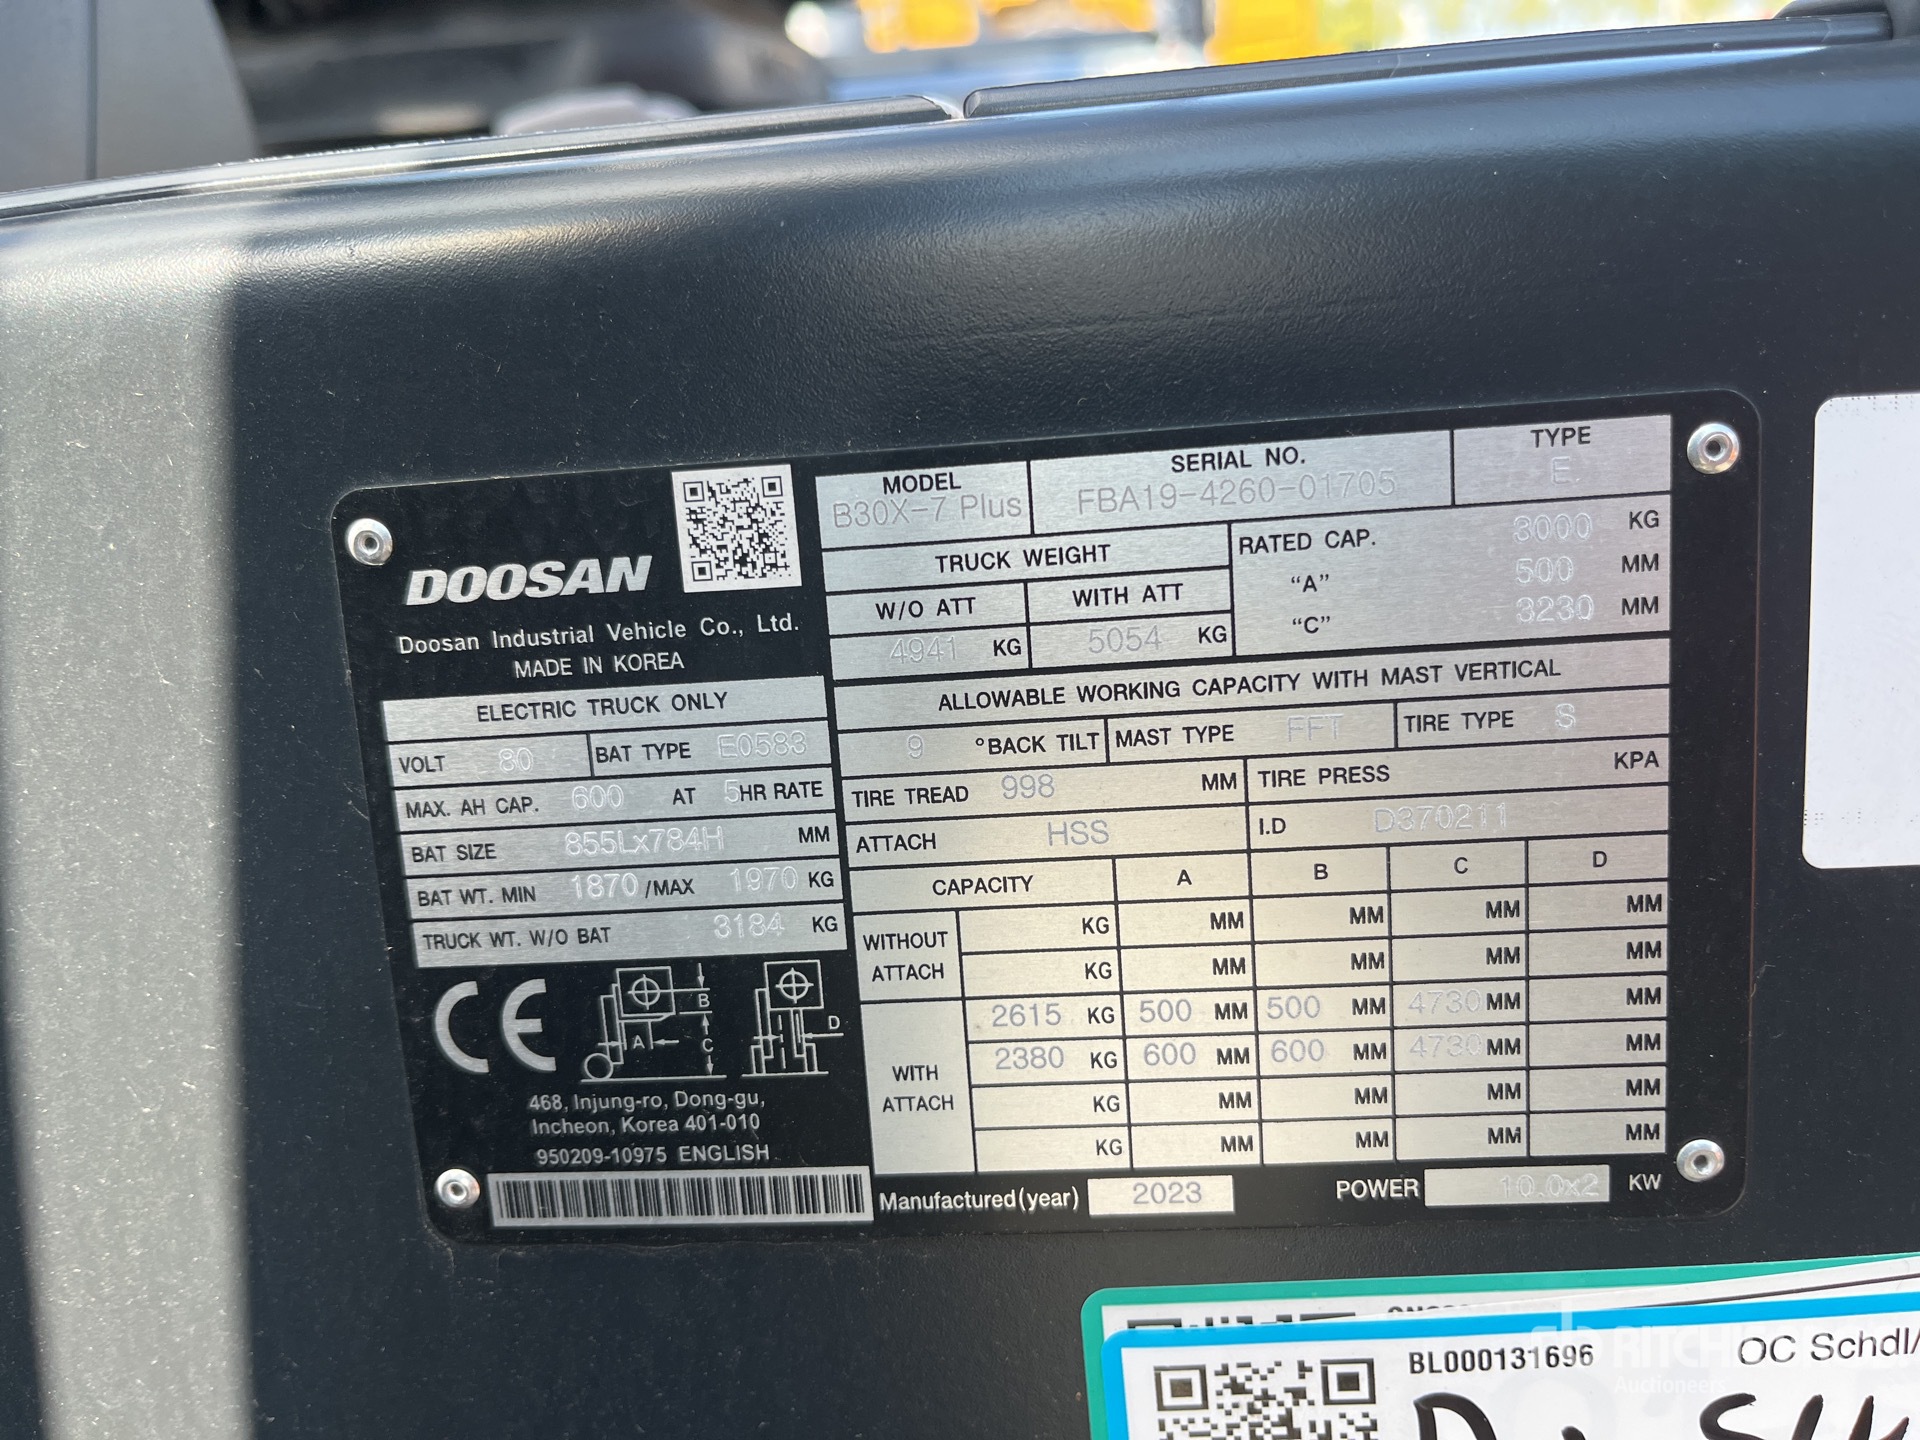 DOOSAN
Doosan Industrial Vehicle Co., Ltd.
MADE IN KOREA
ELECTRIC TRUCK ONLY
VOLT 80 BAT TYPE E0583
MAX. AH CAP. 600 AT 5HR RATE
BAT SIZE 855Lx784H MM
BAT WT. MIN 1870 /MAX 1970 KG
TRUCK WT. W/O BAT 3184 KG
CE
A B C D
468, Injung-ro, Dong-gu,
Incheon, Korea 401-010
950209-10975 ENGLISH
MODEL SERIAL NO. TYPE
B30X-7 Plus FBA19-4260-01705 E
TRUCK WEIGHT
W/O ATT WITH ATT
4941 KG 5054 KG
RATED CAP. 3000 KG
"A" 500 MM
"C" 3230 MM
ALLOWABLE WORKING CAPACITY WITH MAST VERTICAL
9 °BACK TILT MAST TYPE FFT TIRE TYPE S
TIRE TREAD 998 MM TIRE PRESS KPA
ATTACH HSS I.D D370211
CAPACITY A B C D
WITHOUT ATTACH
KG MM MM MM MM
KG MM MM MM MM
WITH ATTACH
2615 KG 500 MM 500 MM 4730 MM MM
2380 KG 600 MM 600 MM 4730 MM MM
KG MM MM MM MM
KG MM MM MM MM
Manufactured(year) 2023 POWER 10.0x2 KW
BL000131696 OC Schdl/
RITCHIE
Auctioneers